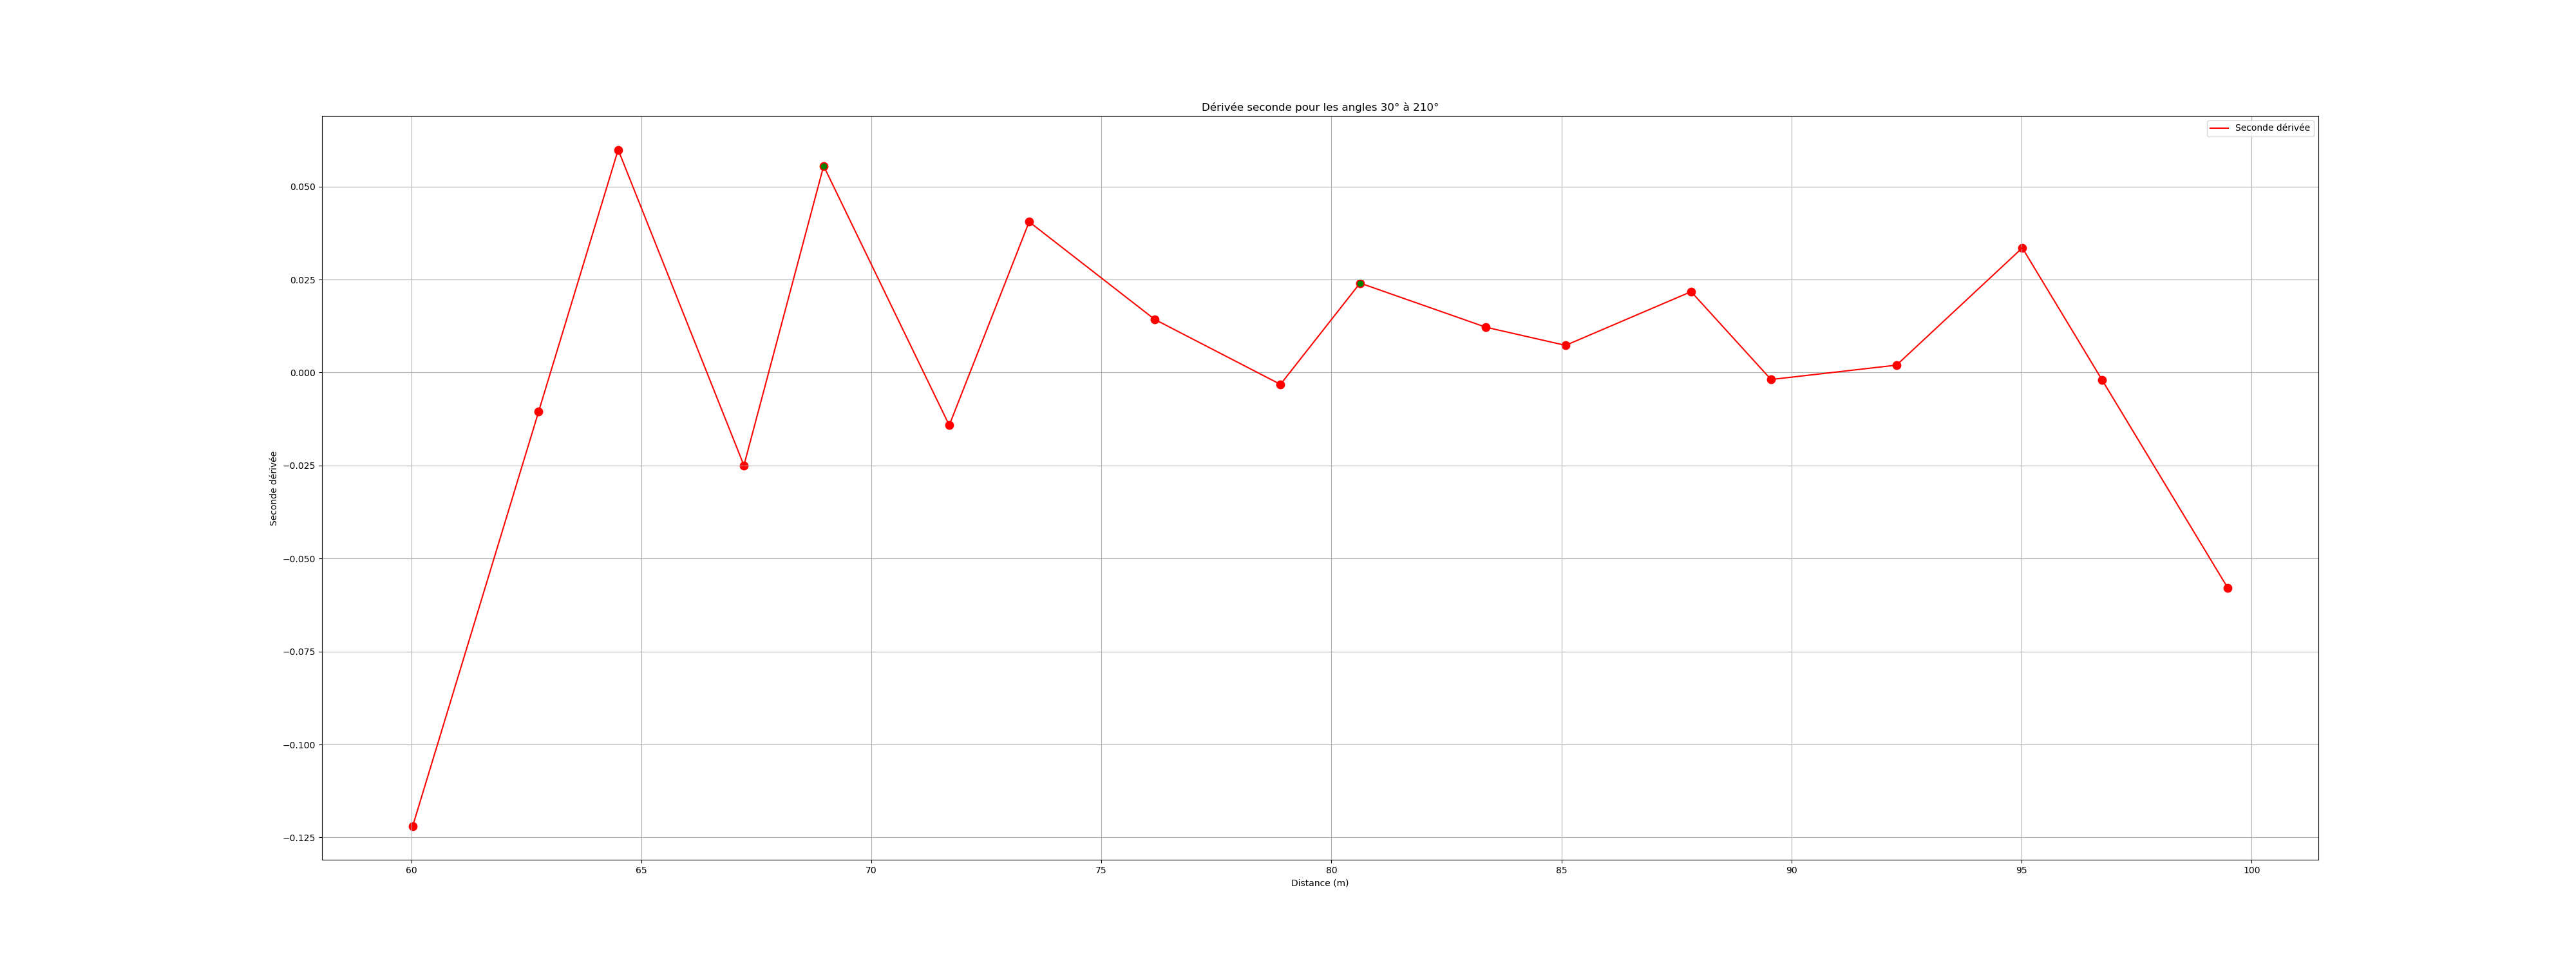 Dérivée seconde pour les angles 30° à 210°
Seconde dérivée
0.050
0.025
0.000
−0.025
−0.050
−0.075
−0.100
−0.125
Seconde dérivée
60 65 70 75 80 85 90 95 100
Distance (m)